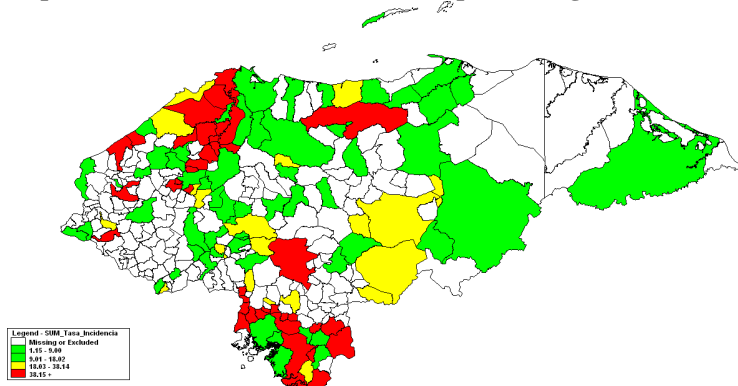 Legend - SUM_Tasa_Incidencia
Missing or Excluded
1.15 - 9.00
9.01 - 18.02
18.03 - 38.14
38.15 +